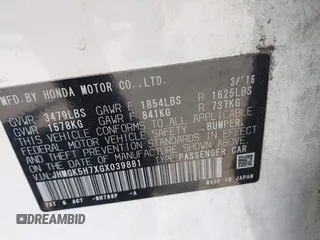 MFD.BY HONDA MOTOR CO.,LTD. 3/'16
GVWR 3479LBS GAWR F 1854LBS R 1625LBS
GVWR 1578KG GAWR F 841KG R 737KG
THIS VEHICLE CONFORMS TO ALL APPLICABLE
FEDERAL MOTOR VEHICLE SAFETY, BUMPER,
AND THEFT PREVENTION STANDARDS IN EFFECT
ON THE DATE OF MANUFACTURE SHOWN ABOVE.
V.I.N.:JHMGK5H7XGX039881 TYPE:PASSENGER CAR
MADE IN JAPAN
DEALERSHIP.CC